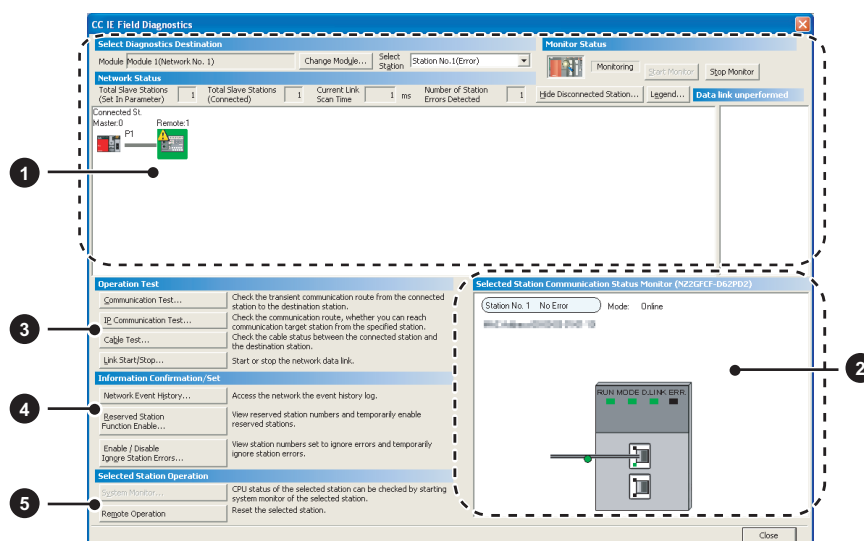 CC IE Field Diagnostics
Select Diagnostics Destination
Monitor Status
Module Module 1(Network No. 1) Change Module... Select Station Station No.1(Error)
Monitoring Start Monitor Stop Monitor
Network Status
Total Slave Stations (Set In Parameter) 1 Total Slave Stations (Connected) 1 Current Link Scan Time 1 ms Number of Station Errors Detected 1
Hide Disconnected Station... Legend... Data link unperformed
Connected St.
Master:0 Remote:1
P1
1
Operation Test
Communication Test... Check the transient communication route from the connected station to the destination station.
IP Communication Test... Check the communication route, whether you can reach communication target station from the specified station.
3
Cable Test... Check the cable status between the connected station and the destination station.
Link Start/Stop... Start or stop the network data link.
Information Confirmation/Set
Network Event History... Access the network the event history log.
4
Reserved Station Function Enable... View reserved station numbers and temporarily enable reserved stations.
Enable / Disable Ignore Station Errors... View station numbers set to ignore errors and temporarily ignore station errors.
Selected Station Operation
System Monitor... CPU status of the selected station can be checked by starting system monitor of the selected station.
5
Remote Operation Reset the selected station.
Selected Station Communication Status Monitor (NZ2GFCF-D62PD2)
Station No. 1 No Error Mode: Online
2
RUN MODE D.LINK ERR.
Close